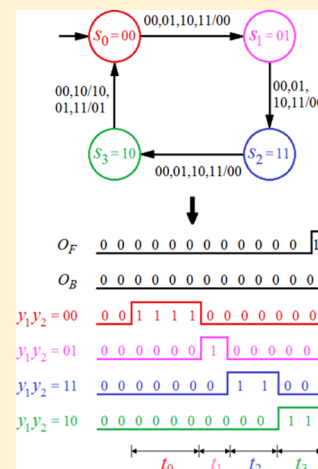 S0 = 00
00,01,10,11/00
S1 = 01
00,10/10,
01,11/01
00,01,
10,11/00
S3 = 10
00,01,10,11/00
S2 = 11
OF 0 0 0 0 0 0 0 0 0 0 0 0 1
OB 0 0 0 0 0 0 0 0 0 0 0 0 0
y1y2 = 00 0 0 1 1 1 1 0 0 0 0 0 0 0
y1y2 = 01 0 0 0 0 0 0 1 0 0 0 0 0
y1y2 = 11 0 0 0 0 0 0 0 1 1 0 0
y1y2 = 10 0 0 0 0 0 0 0 0 0 1 1
t0 t1 t2 t3